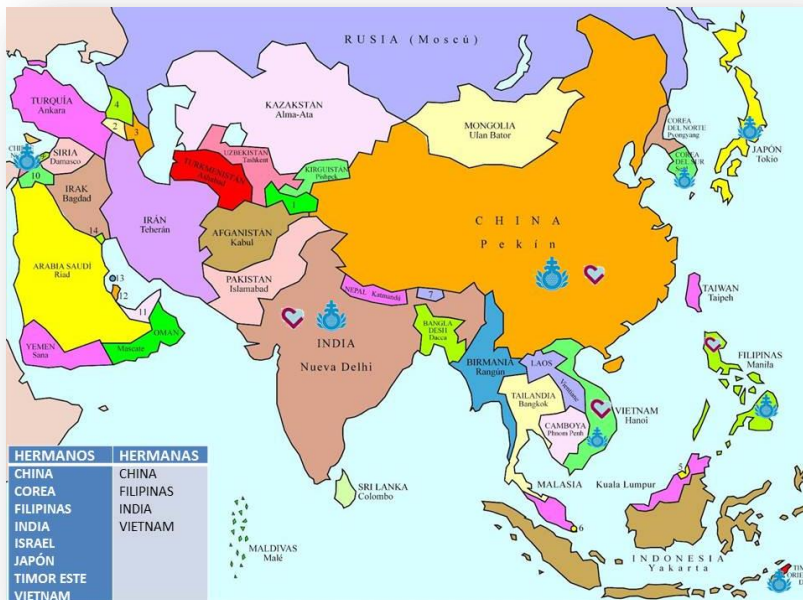 RUSIA (Moscú)
TURQUÍA
Ankara
4
2
3
KAZAKSTAN
Alma-Ata
MONGOLIA
Ulan Bator
COREA
DEL NORTE
Pyongyang
COREA
DEL SUR
JAPÓN
Tokio
SIRIA
Damasco
10
IRAK
Bagdad
UZBEKISTAN
Tashkent
TURKMENISTÁN
Ashabad
KIRGUISTAN
Pishpek
1
IRÁN
Teherán
AFGANISTÁN
Kabul
CHINA
Pekín
14
13
12
11
ARABIA SAUDÍ
Riad
PAKISTAN
Islamabad
NEPAL Katmandú
7
TAIWAN
Taipeh
YEMEN
Sana
OMAN
Mascate
INDIA
Nueva Delhi
BANGLA
DESH
Dacca
BIRMANIA
Rangún
LAOS
Vientiane
TAILANDIA
Bangkok
CAMBOYA
Phnom Penh
VIETNAM
Hanoi
FILIPINAS
Manila
SRI LANKA
Colombo
MALASIA Kuala Lumpur
5
6
MALDIVAS
Malé
INDONESIA
Yakarta
HERMANOS HERMANAS
CHINA CHINA
COREA FILIPINAS
FILIPINAS INDIA
INDIA VIETNAM
ISRAEL
JAPÓN
TIMOR ESTE
VIETNAM